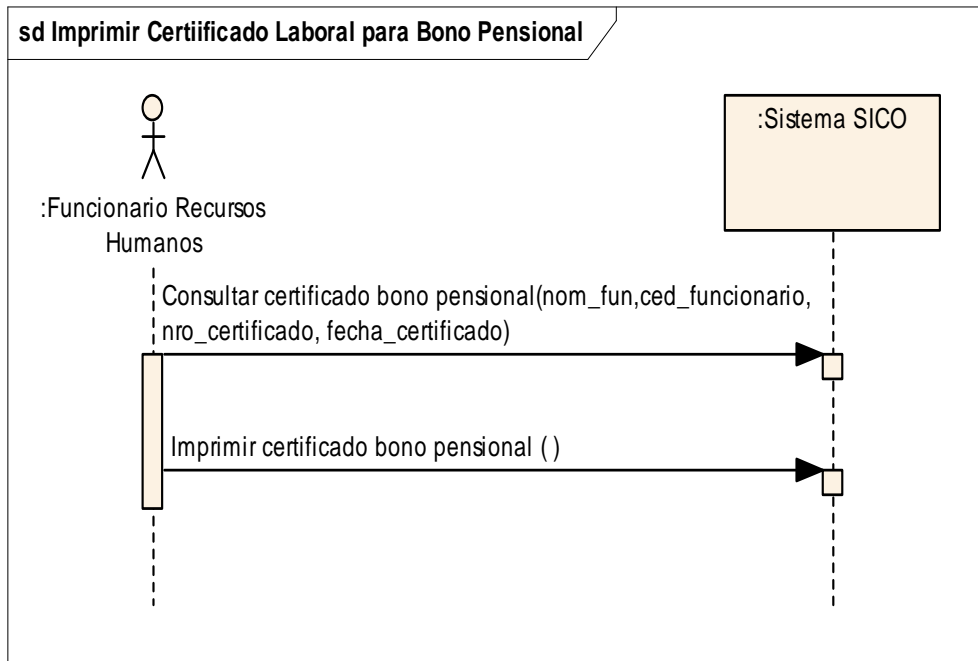 sd Imprimir Certiificado Laboral para Bono Pensional
:Sistema SICO
:Funcionario Recursos
Humanos
Consultar certificado bono pensional(nom_fun,ced_funcionario,
nro_certificado, fecha_certificado)
Imprimir certificado bono pensional ( )